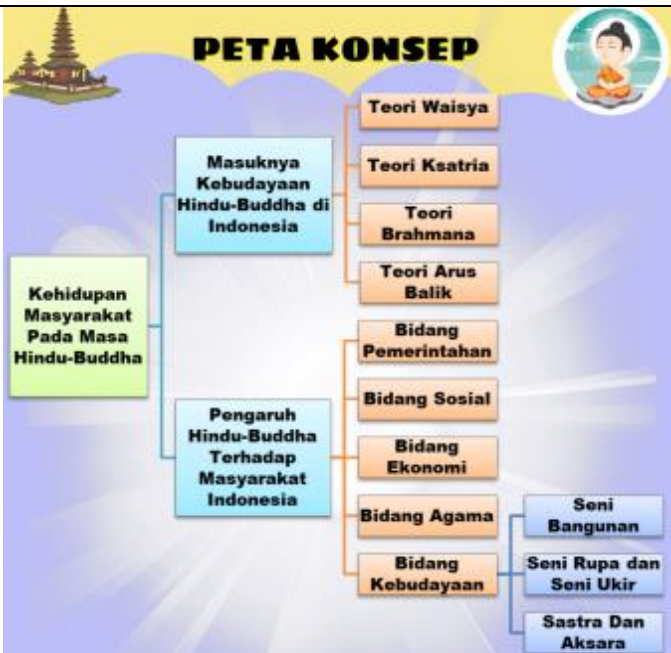 PETA KONSEP
Kehidupan
Masyarakat
Pada Masa
Hindu-Buddha
Masuknya
Kebudayaan
Hindu-Buddha di
Indonesia
Teori Waisya
Teori Ksatria
Teori
Brahmana
Teori Arus
Balik
Pengaruh
Hindu-Buddha
Terhadap
Masyarakat
Indonesia
Bidang
Pemerintahan
Bidang Sosial
Bidang
Ekonomi
Bidang Agama
Bidang
Kebudayaan
Seni
Bangunan
Seni Rupa dan
Seni Ukir
Sastra Dan
Aksara